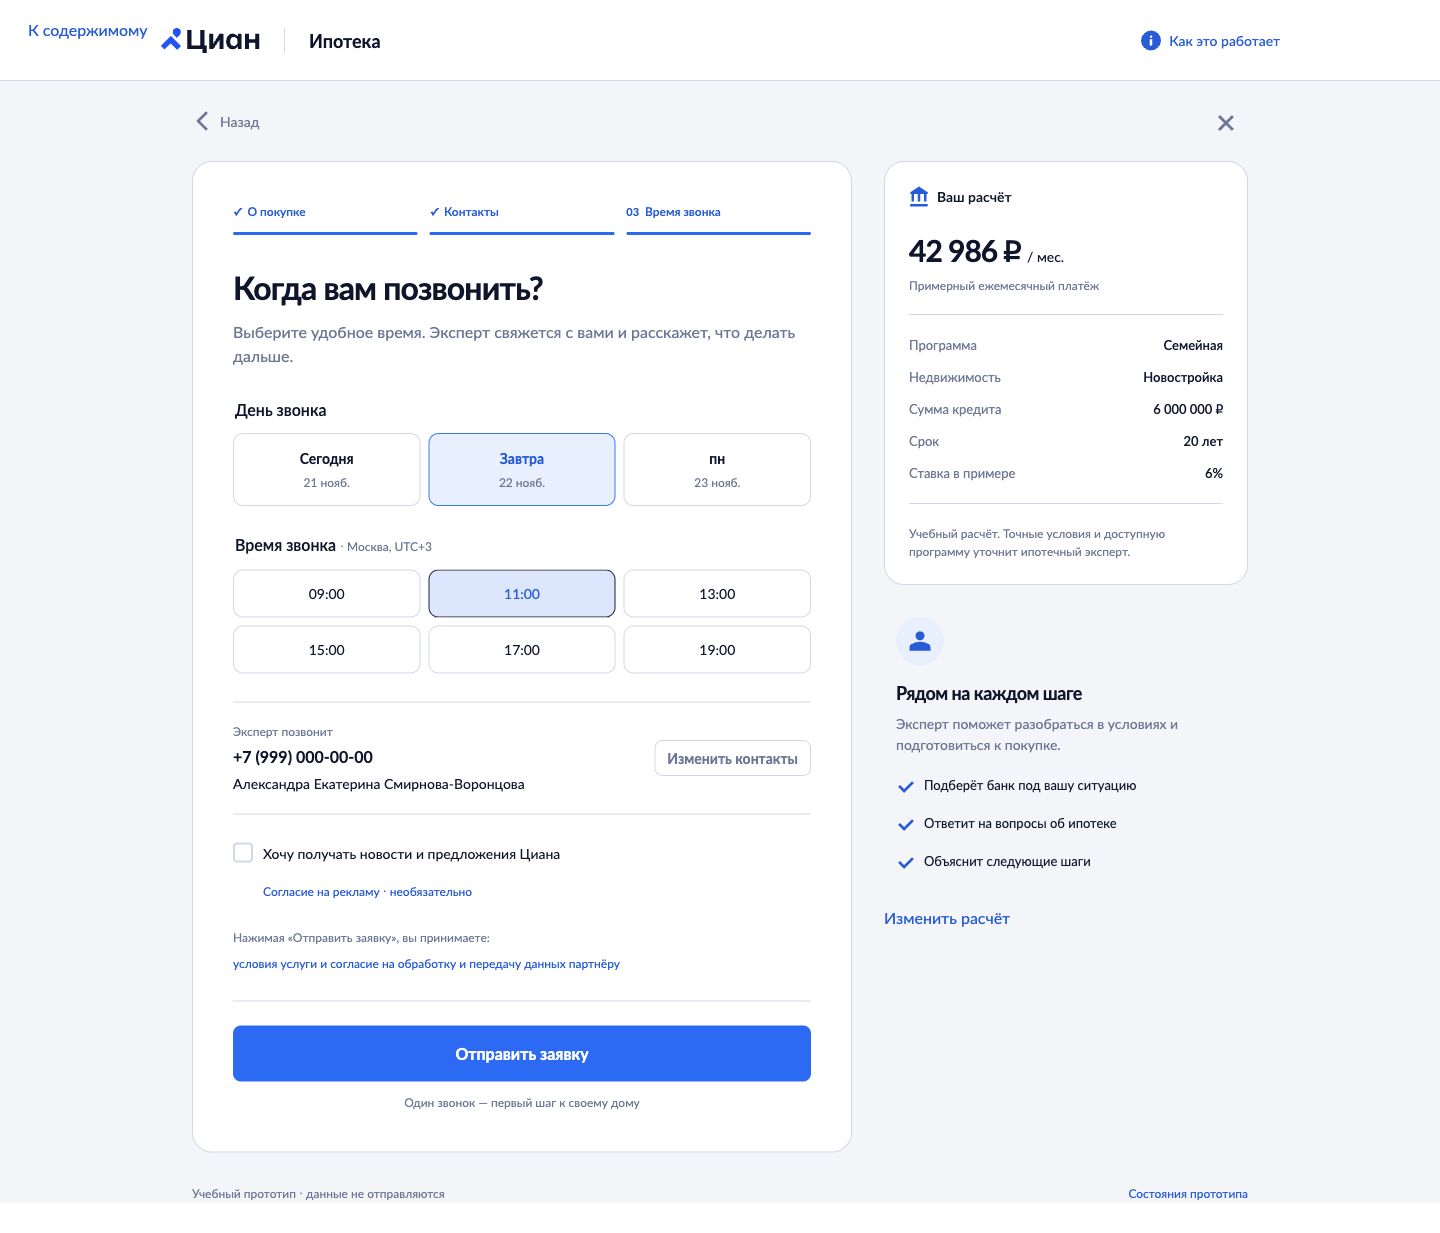 К содержимому
Циан
Ипотека
Как это работает
Назад
✓ О покупке
✓ Контакты
03 Время звонка
Когда вам позвонить?
Выберите удобное время. Эксперт свяжется с вами и расскажет, что делать
дальше.
День звонка
Сегодня
21 нояб.
Завтра
22 нояб.
пн
23 нояб.
Время звонка · Москва, UTC+3
09:00
11:00
13:00
15:00
17:00
19:00
Эксперт позвонит
+7 (999) 000-00-00
Александра Екатерина Смирнова-Воронцова
Изменить контакты
Хочу получать новости и предложения Циана
Согласие на рекламу · необязательно
Нажимая «Отправить заявку», вы принимаете:
условия услуги и согласие на обработку и передачу данных партнёру
Отправить заявку
Один звонок — первый шаг к своему дому
Ваш расчёт
42 986 ₽ / мес.
Примерный ежемесячный платёж
Программа Семейная
Недвижимость Новостройка
Сумма кредита 6 000 000 ₽
Срок 20 лет
Ставка в примере 6%
Учебный расчёт. Точные условия и доступную
программу уточнит ипотечный эксперт.
Рядом на каждом шаге
Эксперт поможет разобраться в условиях и
подготовиться к покупке.
Подберёт банк под вашу ситуацию
Ответит на вопросы об ипотеке
Объяснит следующие шаги
Изменить расчёт
Учебный прототип · данные не отправляются
Состояния прототипа